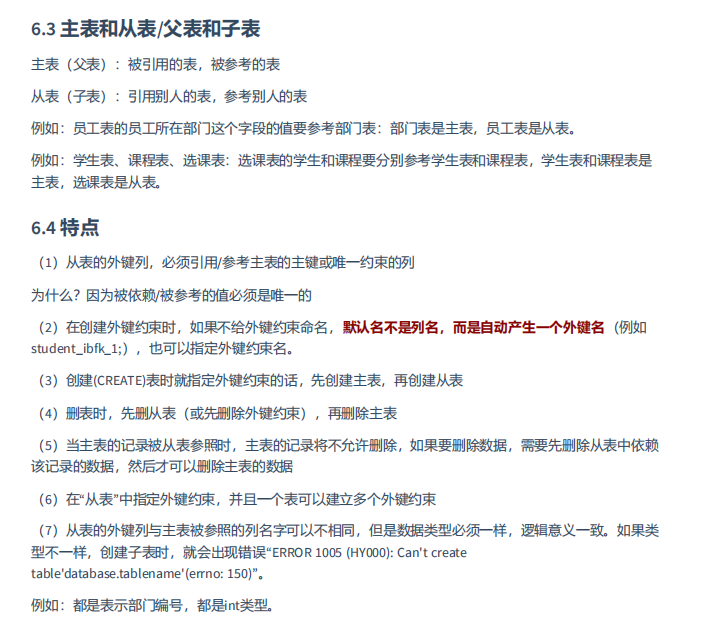 6.3 主表和从表/父表和子表
主表（父表）：被引用的表，被参考的表
从表（子表）：引用别人的表，参考别人的表
例如：员工表的员工所在部门这个字段的值要参考部门表：部门表是主表，员工表是从表。
例如：学生表、课程表、选课表：选课表的学生和课程要分别参考学生表和课程表，学生表和课程表是
主表，选课表是从表。
6.4 特点
（1）从表的外键列，必须引用/参考主表的主键或唯一约束的列
为什么？因为被依赖/被参考的值必须是唯一的
（2）在创建外键约束时，如果不给外键约束命名，默认名不是列名，而是自动产生一个外键名（例如
student_ibfk_1;），也可以指定外键约束名。
（3）创建(CREATE)表时就指定外键约束的话，先创建主表，再创建从表
（4）删表时，先删从表（或先删除外键约束），再删除主表
（5）当主表的记录被从表参照时，主表的记录将不允许删除，如果要删除数据，需要先删除从表中依赖
该记录的数据，然后才可以删除主表的数据
（6）在“从表”中指定外键约束，并且一个表可以建立多个外键约束
（7）从表的外键列与主表被参照的列名字可以不相同，但是数据类型必须一样，逻辑意义一致。如果类
型不一样，创建子表时，就会出现错误“ERROR 1005 (HY000): Can't create
table'database.tablename'(errno: 150)”。
例如：都是表示部门编号，都是int类型。